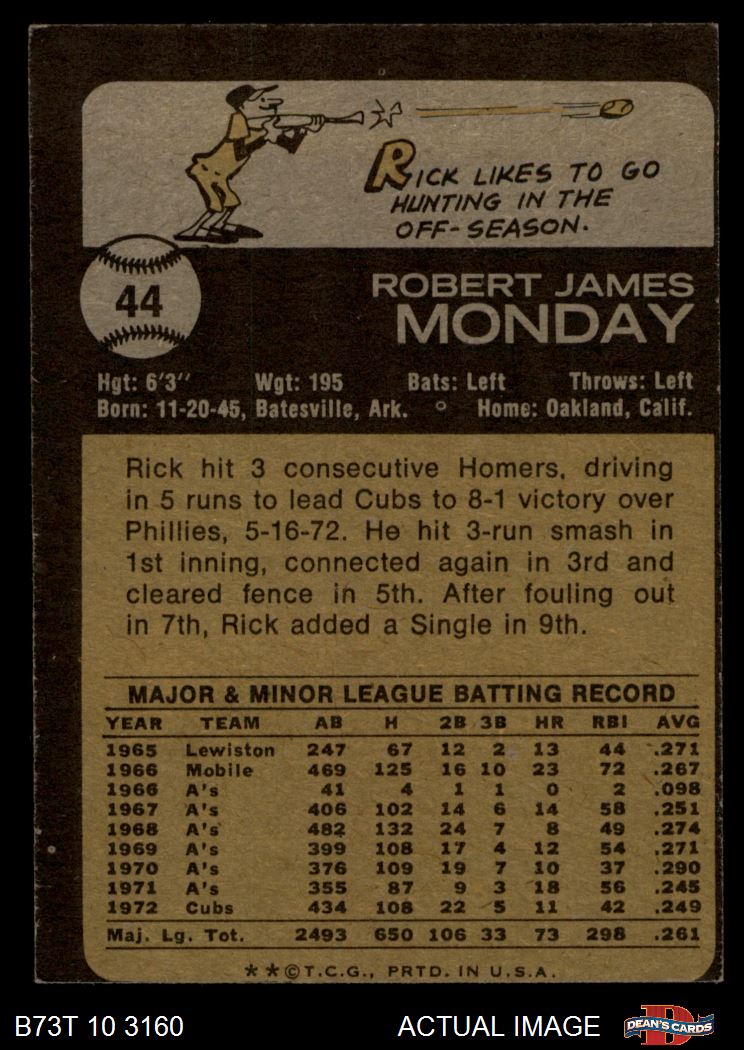 RICK LIKES TO GO
HUNTING IN THE
OFF-SEASON.
44
ROBERT JAMES
MONDAY
Hgt: 6'3" Wgt: 195 Bats: Left Throws: Left
Born: 11-20-45, Batesville, Ark. Home: Oakland, Calif.
Rick hit 3 consecutive Homers, driving
in 5 runs to lead Cubs to 8-1 victory over
Phillies, 5-16-72. He hit 3-run smash in
1st inning, connected again in 3rd and
cleared fence in 5th. After fouling out
in 7th, Rick added a Single in 9th.
MAJOR & MINOR LEAGUE BATTING RECORD
YEAR TEAM AB H 2B 3B HR RBI AVG
1965 Lewiston 247 67 12 2 13 44 .271
1966 Mobile 469 125 16 10 23 72 .267
1966 A's 41 4 1 1 0 2 .098
1967 A's 406 102 14 6 14 58 .251
1968 A's 482 132 24 7 8 49 .274
1969 A's 399 108 17 4 12 54 .271
1970 A's 376 109 19 7 10 37 .290
1971 A's 355 87 9 3 18 56 .245
1972 Cubs 434 108 22 5 11 42 .249
Maj. Lg. Tot. 2493 650 106 33 73 298 .261
**©T.C.G., PRTD. IN U.S.A.
B73T 10 3160 ACTUAL IMAGE DEAN'S CARDS